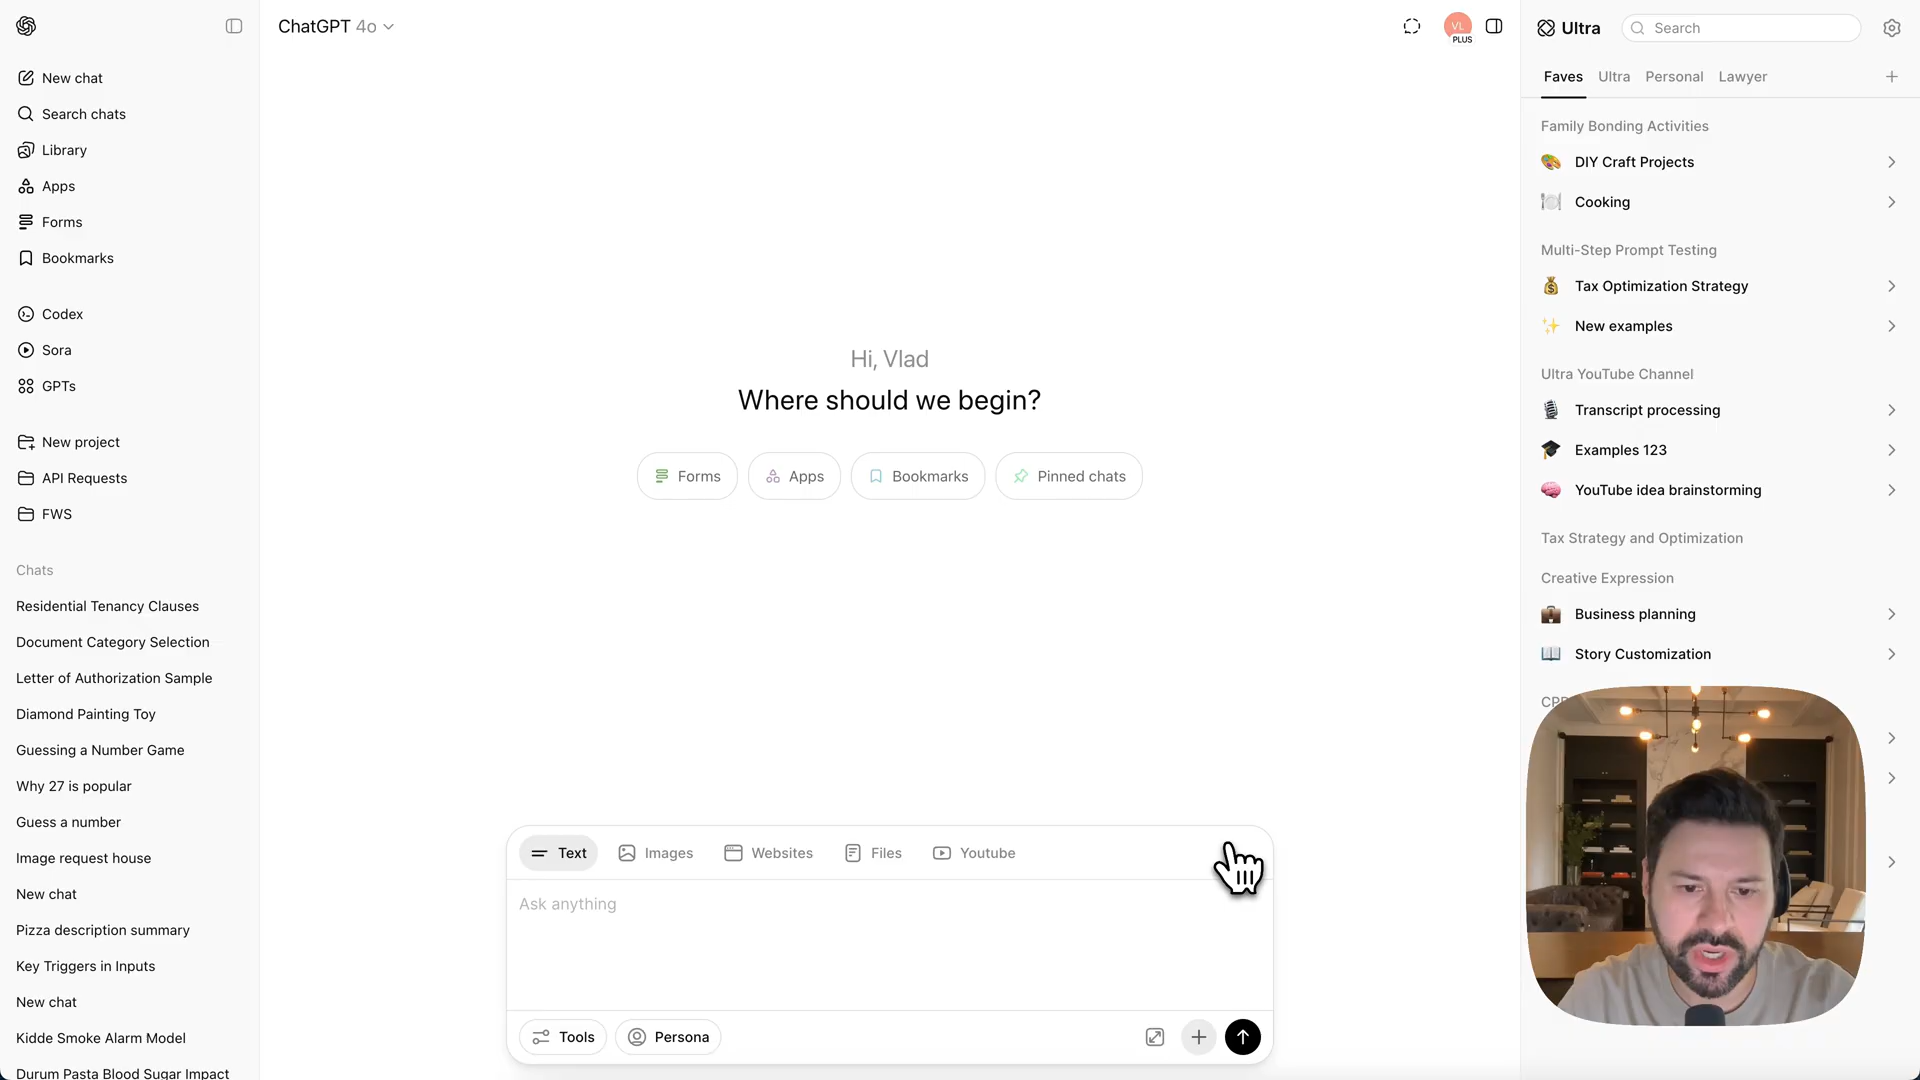 New chat
Search chats
Library
Apps
Forms
Bookmarks
Codex
Sora
GPTs
New project
API Requests
FWS
Chats
Residential Tenancy Clauses
Document Category Selection
Letter of Authorization Sample
Diamond Painting Toy
Guessing a Number Game
Why 27 is popular
Guess a number
Image request house
New chat
Pizza description summary
Key Triggers in Inputs
New chat
Kidde Smoke Alarm Model
Durum Pasta Blood Sugar Impact
ChatGPT 4o
VL
PLUS
Hi, Vlad
Where should we begin?
Forms
Apps
Bookmarks
Pinned chats
Text
Images
Websites
Files
Youtube
Ask anything
Tools
Persona
Ultra
Search
Faves
Ultra
Personal
Lawyer
Family Bonding Activities
DIY Craft Projects
Cooking
Multi-Step Prompt Testing
Tax Optimization Strategy
New examples
Ultra YouTube Channel
Transcript processing
Examples 123
YouTube idea brainstorming
Tax Strategy and Optimization
Creative Expression
Business planning
Story Customization